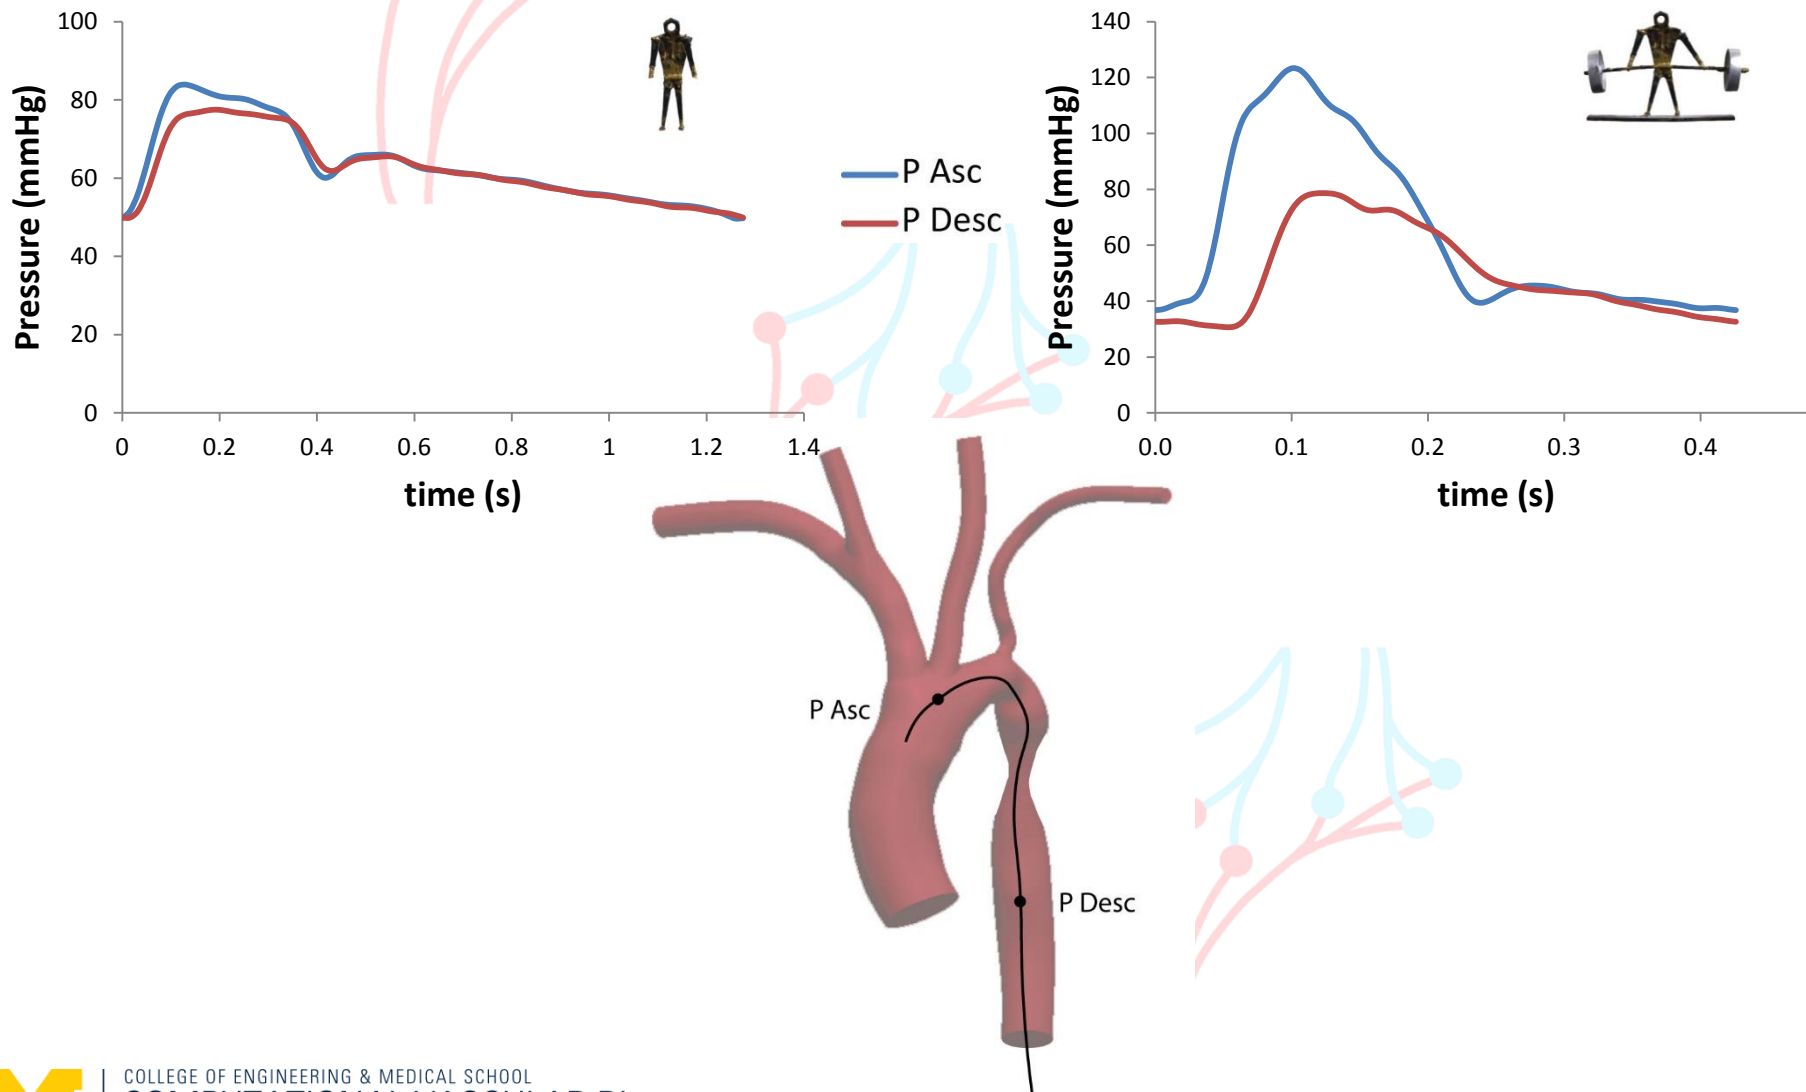 100
80
60
40
20
0
Pressure (mmHg)
0 0.2 0.4 0.6 0.8 1 1.2 1.4
time (s)
P Asc
P Desc
140
120
100
80
60
40
20
0
Pressure (mmHg)
0.0 0.1 0.2 0.3 0.4
time (s)
P Asc
P Desc
COLLEGE OF ENGINEERING & MEDICAL SCHOOL